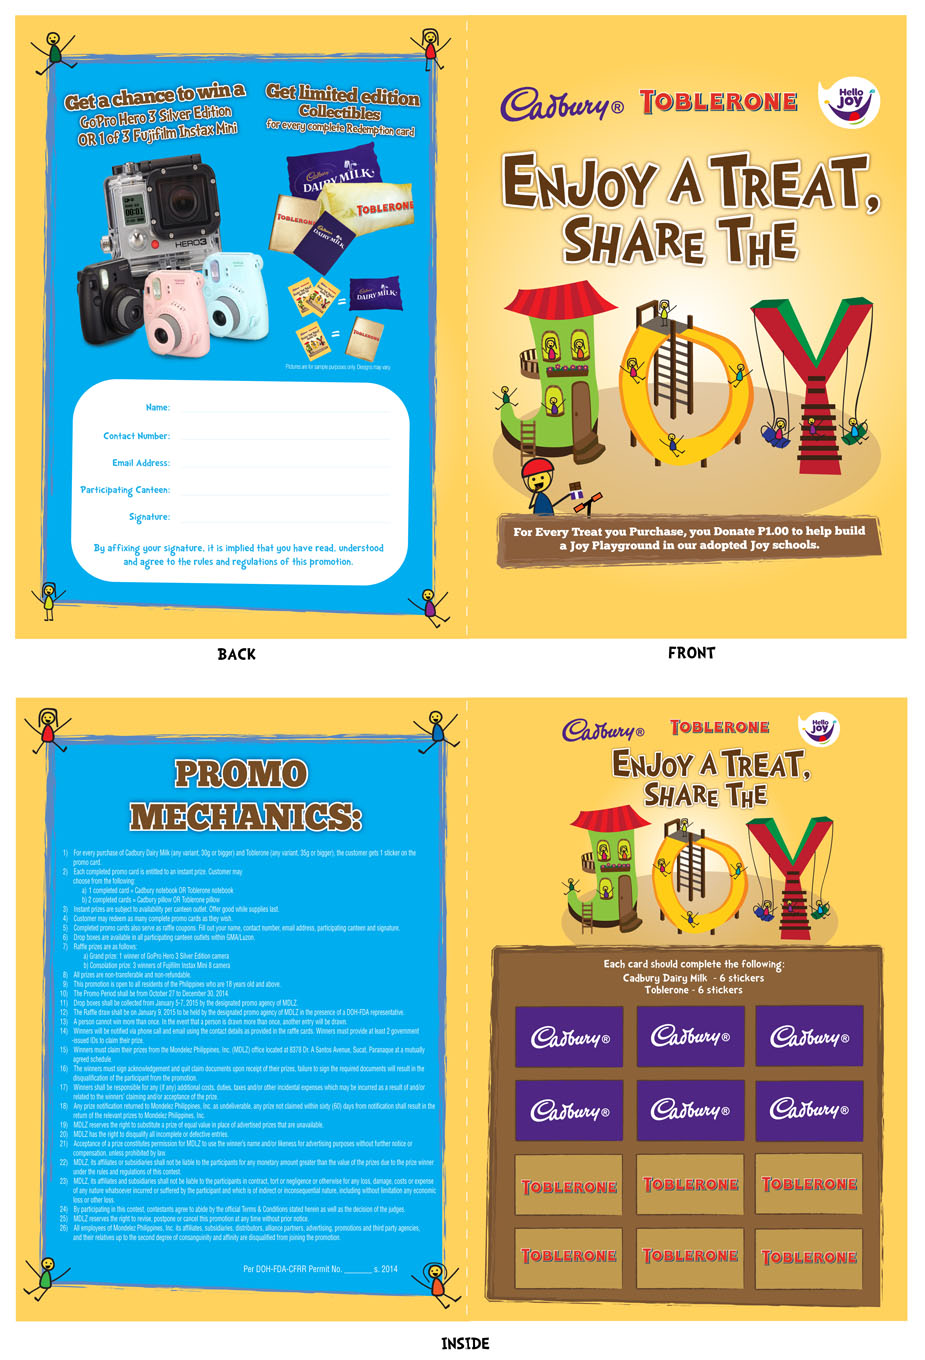 Get a chance to win a
GoPro Hero 3 Silver Edition
OR 1 of 3 Fujifilm Instax Mini
Get limited edition
Collectibles
for every complete Redemption card
00:01
HERO3
Cadbury
DAIRY MILK
TOBLERONE
TOBLERONE
DAIRY MILK
=
DAIRY MILK
=
TOBLERONE
Pictures are for sample purposes only. Designs may vary.
Name:
Contact Number:
Email Address:
Participating Canteen:
Signature:
By affixing your signature, it is implied that you have read, understood
and agree to the rules and regulations of this promotion.
BACK
Cadbury® TOBLERONE Hello
JOY
ENJOY A TREAT,
SHARE THE
JOY
For Every Treat you Purchase, you Donate P1.00 to help build
a Joy Playground in our adopted Joy schools.
FRONT
PROMO
MECHANICS:
1) For every purchase of Cadbury Dairy Milk (any variant, 30g or bigger) and Toblerone (any variant, 35g or bigger), the customer gets 1 sticker on the
promo card.
2) Each completed promo card is entitled to an instant prize. Customer may
choose from the following:
a) 1 completed card = Cadbury notebook OR Toblerone notebook
b) 2 completed cards = Cadbury pillow OR Toblerone pillow
3) Instant prizes are subject to availability per canteen outlet. Offer good while supplies last.
4) Customer may redeem as many complete promo cards as they wish.
5) Completed promo cards also serve as raffle coupons. Fill out your name, contact number, email address, participating canteen and signature.
6) Drop boxes are available in all participating canteen outlets within GMA/Luzon.
7) Raffle prizes are as follows:
a) Grand prize: 1 winner of GoPro Hero 3 Silver Edition camera
b) Consolation prize: 3 winners of Fujifilm Instax Mini 8 camera
8) All prizes are non-transferable and non-refundable.
9) This promotion is open to all residents of the Philippines who are 18 years old and above.
10) The Promo Period shall be from October 27 to December 30, 2014.
11) Drop boxes shall be collected from January 5-7, 2015 by the designated promo agency of MDLZ.
12) The Raffle draw shall be on January 9, 2015 to be held by the designated promo agency of MDLZ in the presence of a DOH-FDA representative.
13) A person cannot win more than once. In the event that a person is drawn more than once, another entry will be drawn.
14) Winners will be notified via phone call and email using the contact details as provided in the raffle cards. Winners must provide at least 2 government
-issued IDs to claim their prize.
15) Winners must claim their prizes from the Mondelez Philippines, Inc. (MDLZ) office located at 8378 Dr. A Santos Avenue, Sucat, Paranaque at a mutually
agreed schedule.
16) The winners must sign acknowledgement and quit claim documents upon receipt of their prizes, failure to sign the required documents will result in the
disqualification of the participant from the promotion.
17) Winners shall be responsible for any (if any) additional costs, duties, taxes and/or other incidental expenses which may be incurred as a result of and/or
related to the winners' claiming and/or acceptance of the prize.
18) Any prize notification returned to Mondelez Philippines, Inc. as undeliverable, any prize not claimed within sixty (60) days from notification shall result in the
return of the relevant prizes to Mondelez Philippines, Inc.
19) MDLZ reserves the right to substitute a prize of equal value in place of advertised prizes that are unavailable.
20) MDLZ has the right to disqualify all incomplete or defective entries.
21) Acceptance of a prize constitutes permission for MDLZ to use the winner's name and/or likeness for advertising purposes without further notice or
compensation, unless prohibited by law.
22) MDLZ, its affiliates or subsidiaries shall not be liable to the participants for any monetary amount greater than the value of the prizes due to the prize winner
under the rules and regulations of this contest.
23) MDLZ, its affiliates and subsidiaries shall not be liable to the participants in contract, tort or negligence or otherwise for any loss, damage, costs or expense
of any nature whatsoever incurred or suffered by the participant and which is of indirect or inconsequential nature, including without limitation any economic
loss or other loss.
24) By participating in this contest, contestants agree to abide by the official Terms & Conditions stated herein as well as the decision of the judges.
25) MDLZ reserves the right to revise, postpone or cancel this promotion at any time without prior notice.
26) All employees of Mondelez Philippines, Inc. its affiliates, subsidiaries, distributors, alliance partners, advertising, promotions and third party agencies,
and their relatives up to the second degree of consanguinity and affinity are disqualified from joining the promotion.
Per DOH-FDA-CFRR Permit No. ______ s. 2014
Cadbury® TOBLERONE Hello
JOY
ENJOY A TREAT,
SHARE THE
JOY
Each card should complete the following:
Cadbury Dairy Milk - 6 stickers
Toblerone - 6 stickers
Cadbury® Cadbury® Cadbury®
Cadbury® Cadbury® Cadbury®
TOBLERONE TOBLERONE TOBLERONE
TOBLERONE TOBLERONE TOBLERONE
INSIDE